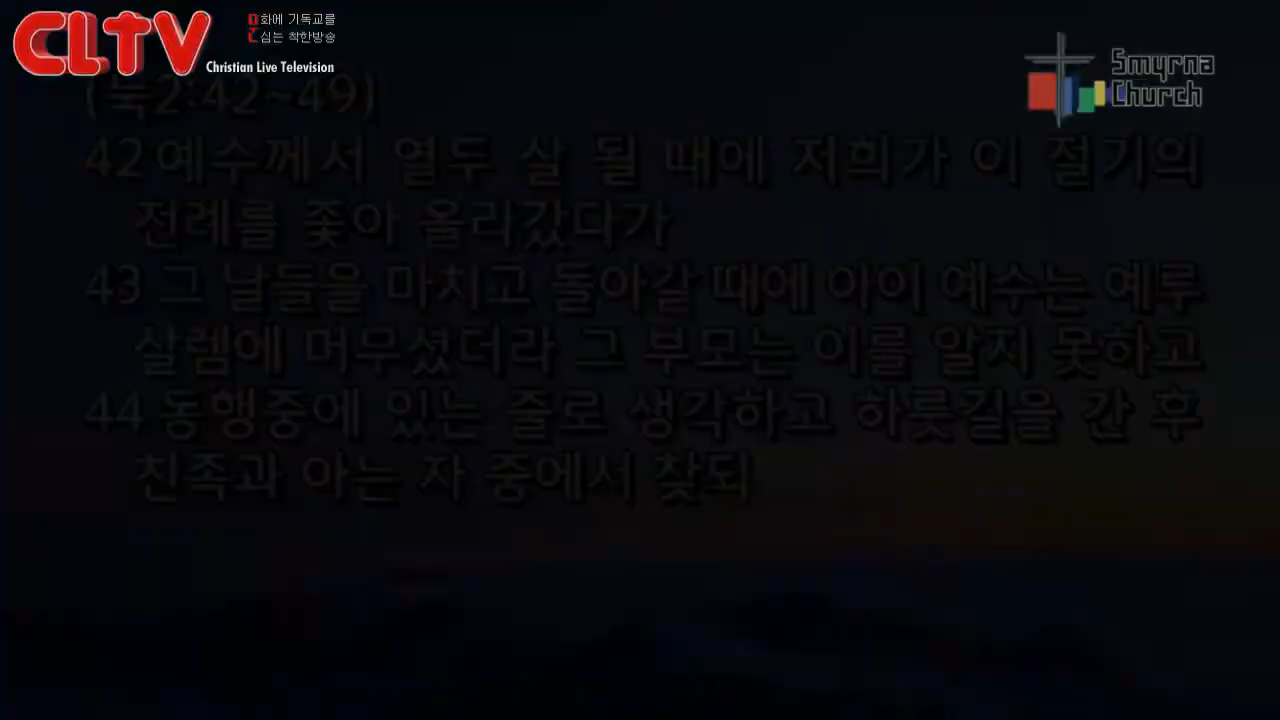 CLTV
화에 기독교를
심는 착한방송
Christian Live Television
Smyrna
Church
(눅2:42~49)
42 예수께서 열두 살 될 때에 저희가 이 절기의
전례를 좇아 올라갔다가
43 그 날들을 마치고 돌아갈 때에 아이 예수는 예루
살렘에 머무셨더라 그 부모는 이를 알지 못하고
44 동행중에 있는 줄로 생각하고 하룻길을 간 후
친족과 아는 자 중에서 찾되